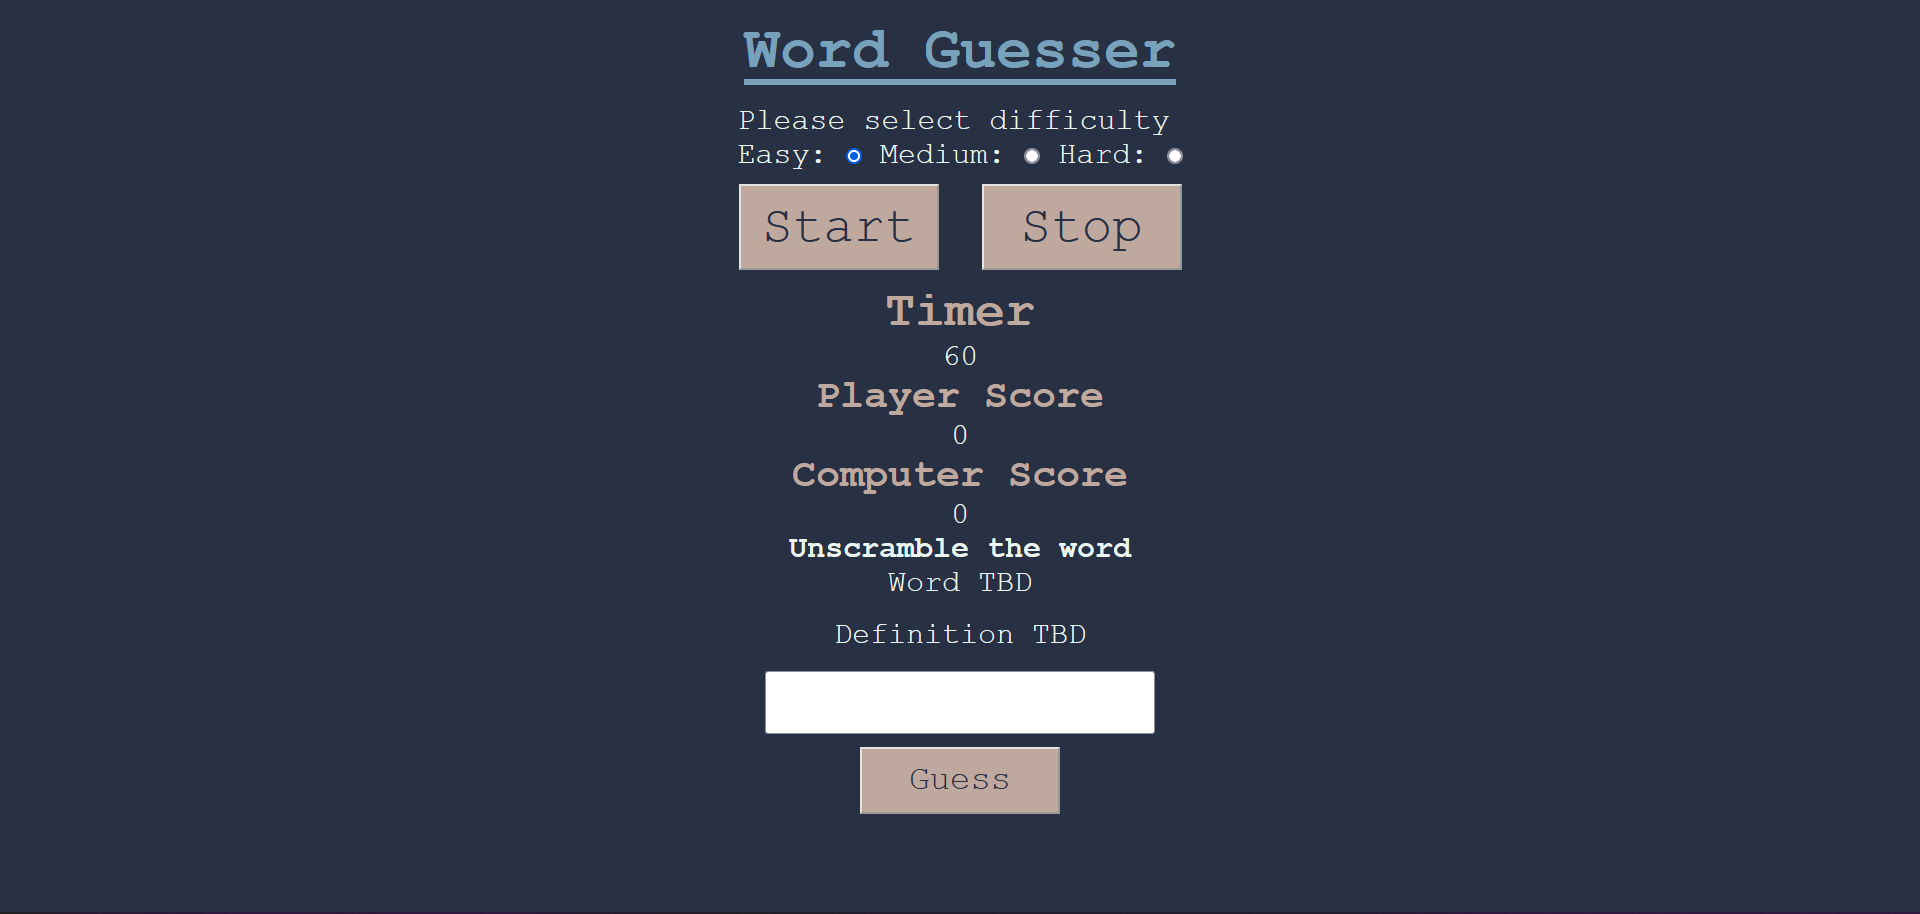 Word Guesser
Please select difficulty
Easy: Medium: Hard:
Start Stop
Timer
60
Player Score
0
Computer Score
0
Unscramble the word
Word TBD
Definition TBD
Guess